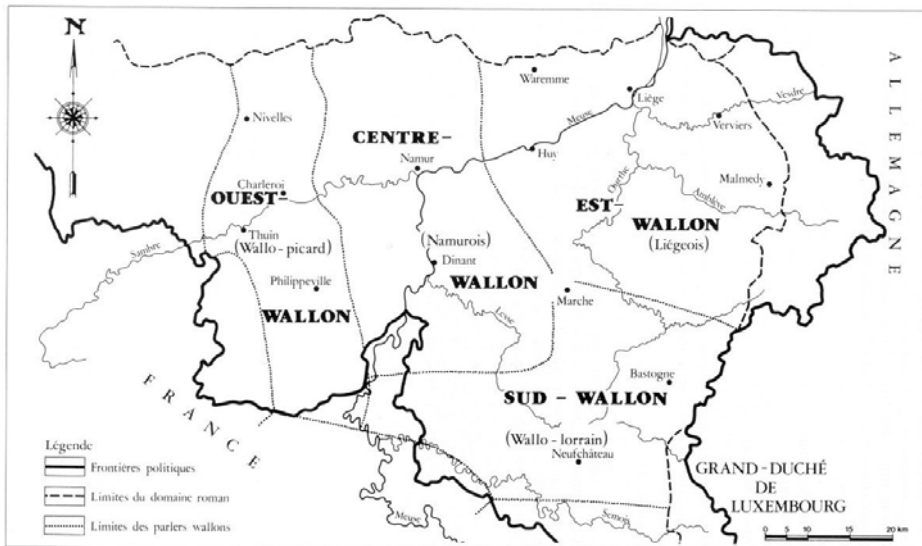 N
ALLEMAGNE
Waremme
Liége
Vesdre
Nivelles
Meuse
Verviers
CENTRE-
Huy
Namur
Ourthe
Malmedy
Charleroi
OUEST-
EST-
Amblève
WALLON
(Liégeois)
Thuin
(Wallo-picard)
Sambre
(Namurois)
Dinant
Philippeville
WALLON
Marche
WALLON
Lesse
Bastogne
SUD - WALLON
FRANCE
(Wallo-lorrain)
Neufchâteau
Légende
Frontières politiques
Limites du domaine roman
Limites des parlers wallons
Meuse
Semois
GRAND-DUCHÉ
DE
LUXEMBOURG
0 5 10 15 20 km